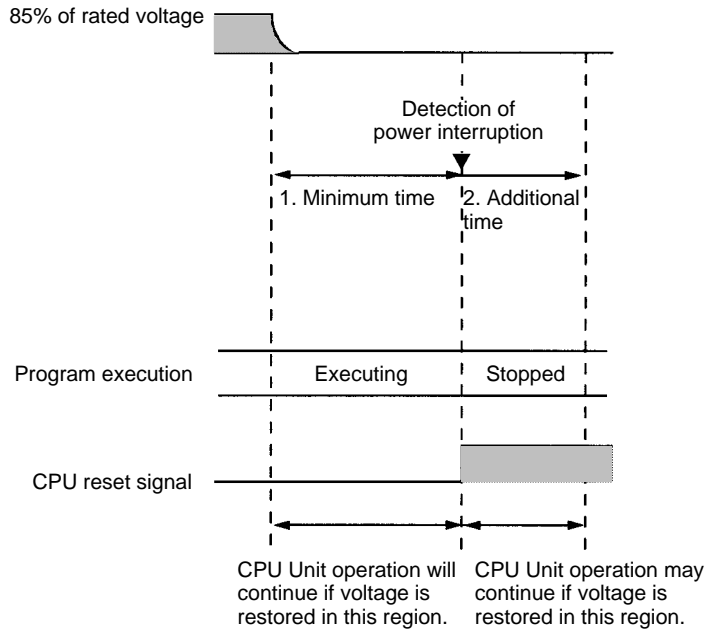 85% of rated voltage
Detection of
power interruption
1. Minimum time
2. Additional
time
Program execution
Executing
Stopped
CPU reset signal
CPU Unit operation will
continue if voltage is
restored in this region.
CPU Unit operation may
continue if voltage is
restored in this region.